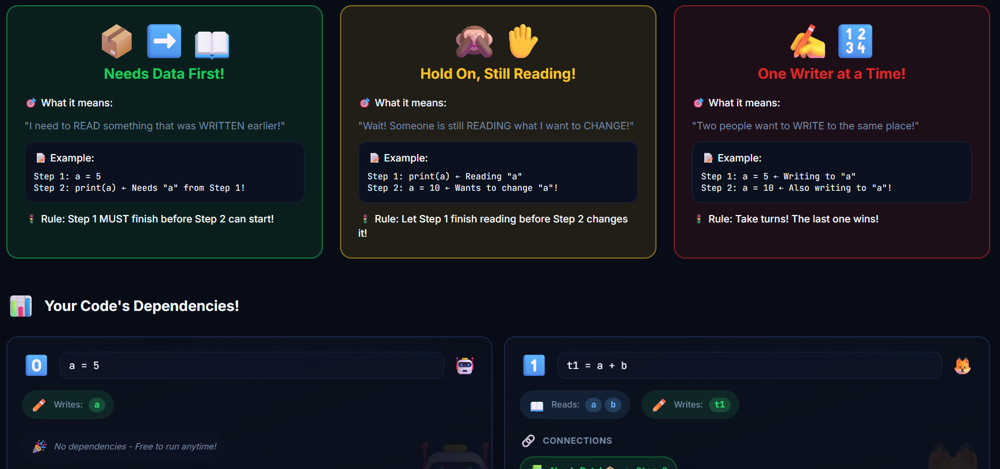 Needs Data First!
What it means:
"I need to READ something that was WRITTEN earlier!"
Example:
Step 1: a = 5
Step 2: print(a) ← Needs "a" from Step 1!
Rule: Step 1 MUST finish before Step 2 can start!
1 2
3 4
Hold On, Still Reading!
What it means:
"Wait! Someone is still READING what I want to CHANGE!"
Example:
Step 1: print(a) ← Reading "a"
Step 2: a = 10 ← Wants to change "a"!
Rule: Let Step 1 finish reading before Step 2 changes
it!
One Writer at a Time!
What it means:
"Two people want to WRITE to the same place!"
Example:
Step 1: a = 5 ← Writing to "a"
Step 2: a = 10 ← Also writing to "a"!
Rule: Take turns! The last one wins!
Your Code's Dependencies!
0 a = 5
Writes: a
No dependencies - Free to run anytime!
1 t1 = a + b
Reads: a b Writes: t1
CONNECTIONS